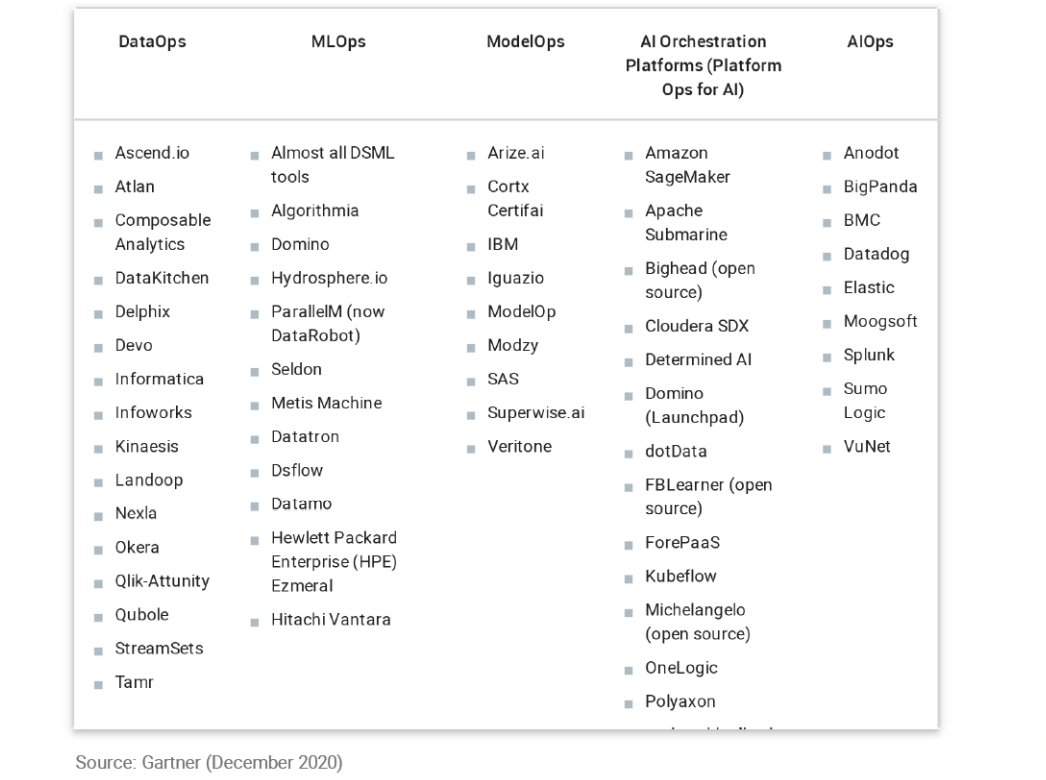 DataOps
MLOps
ModelOps
AI Orchestration
Platforms (Platform
Ops for AI)
AIOps
Ascend.io
Atlan
Composable
Analytics
DataKitchen
Delphix
Devo
Informatica
Infoworks
Kinaesis
Landoop
Nexla
Okera
Qlik-Attunity
Qubole
StreamSets
Tamr
Almost all DSML
tools
Algorithmia
Domino
Hydrosphere.io
ParallelM (now
DataRobot)
Seldon
Metis Machine
Datatron
Dsflow
Datamo
Hewlett Packard
Enterprise (HPE)
Ezmeral
Hitachi Vantara
Arize.ai
Cortx
Certifai
IBM
Iguazio
ModelOp
Modzy
SAS
Superwise.ai
Veritone
Amazon
SageMaker
Apache
Submarine
Bighead (open
source)
Cloudera SDX
Determined AI
Domino
(Launchpad)
dotData
FBLearner (open
source)
ForePaaS
Kubeflow
Michelangelo
(open source)
OneLogic
Polyaxon
Anodot
BigPanda
BMC
Datadog
Elastic
Moogsoft
Splunk
Sumo
Logic
VuNet
Source: Gartner (December 2020)